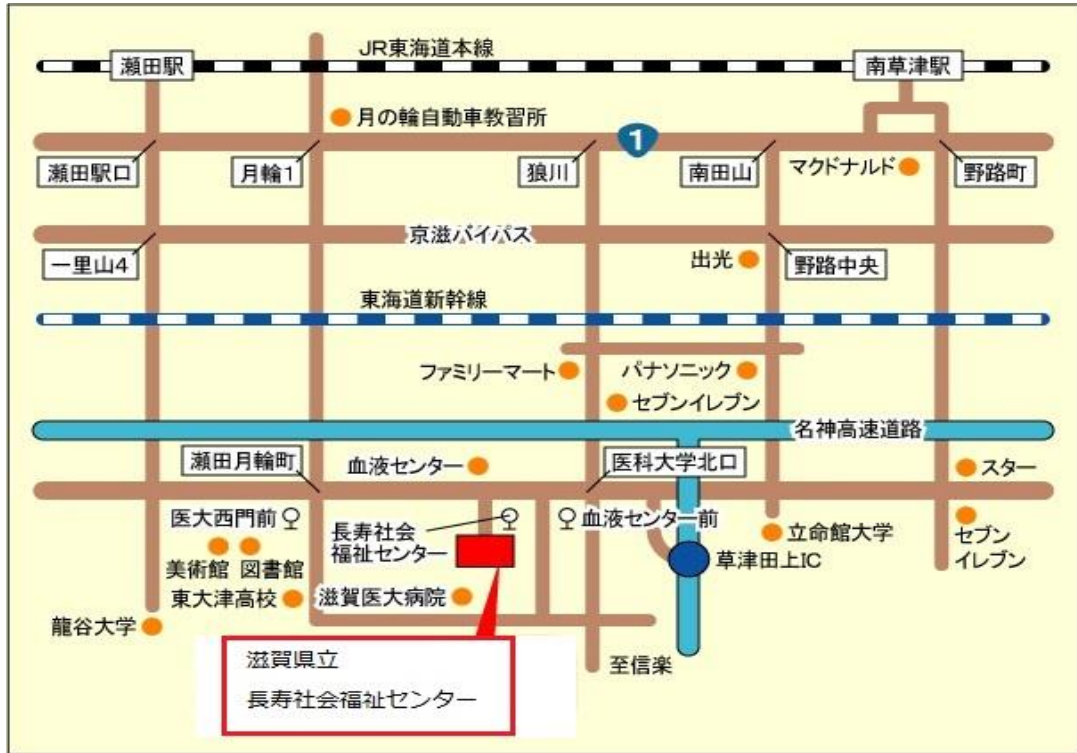 JR東海道本線
瀬田駅
南草津駅
月の輪自動車教習所
1
瀬田駅口
月輪1
狼川
南田山
マクドナルド
野路町
京滋バイパス
一里山4
出光
野路中央
東海道新幹線
ファミリーマート
パナソニック
セブンイレブン
名神高速道路
瀬田月輪町
血液センター
医科大学北口
スター
医大西門前
長寿社会
福祉センター
血液センター前
立命館大学
セブン
イレブン
美術館
図書館
草津田上IC
東大津高校
滋賀医大病院
龍谷大学
至信楽
滋賀県立
長寿社会福祉センター